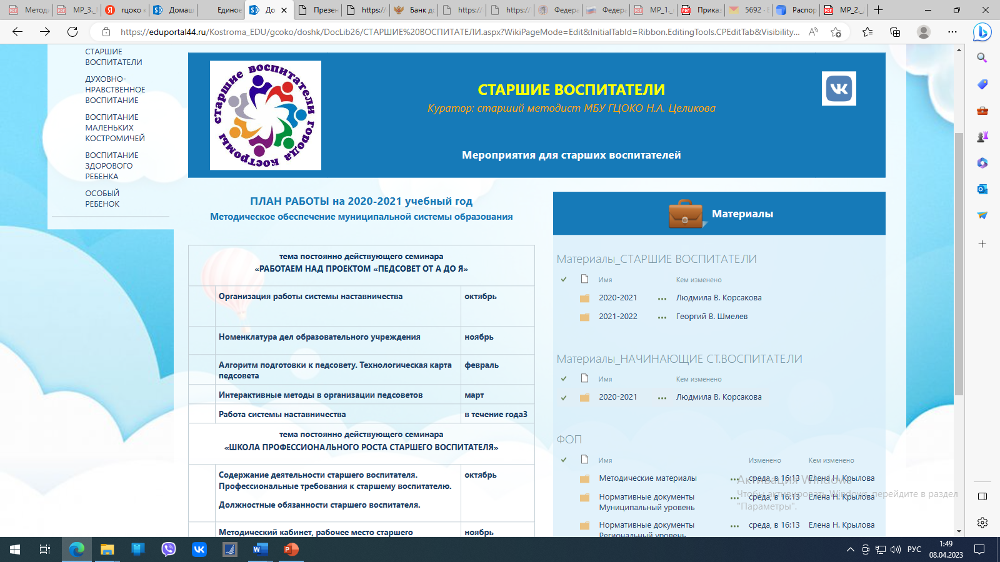 Методи
МР_3._
гцоко к
Домаш
Единое
До
Презен
https:/
Банк до
https:/
https:/
Федера
Федера
МР_1._
Приказ
5692 ·
Распор
МР_2._
https://eduportal44.ru/Kostroma_EDU/gcoko/doshk/DocLib26/СТАРШИЕ%20ВОСПИТАТЕЛИ.aspx?WikiPageMode=Edit&InitialTabId=Ribbon.EditingTools.CPEditTab&Visibility...
СТАРШИЕ
ВОСПИТАТЕЛИ
ДУХОВНО-
НРАВСТВЕННОЕ
ВОСПИТАНИЕ
ВОСПИТАНИЕ
МАЛЕНЬКИХ
КОСТРОМИЧЕЙ
ВОСПИТАНИЕ
ЗДОРОВОГО
РЕБЕНКА
ОСОБЫЙ
РЕБЕНОК
старшие воспитатели города костромы
СТАРШИЕ ВОСПИТАТЕЛИ
Куратор: старший методист МБУ ГЦОКО Н.А. Целикова
Мероприятия для старших воспитателей
ПЛАН РАБОТЫ на 2020-2021 учебный год
Методическое обеспечение муниципальной системы образования
тема постоянно действующего семинара
«РАБОТАЕМ НАД ПРОЕКТОМ «ПЕДСОВЕТ ОТ А ДО Я»
Организация работы системы наставничества октябрь
Номенклатура дел образовательного учреждения ноябрь
Алгоритм подготовки к педсовету. Технологическая карта февраль
педсовета
Интерактивные методы в организации педсоветов март
Работа системы наставничества в течение года3
тема постоянно действующего семинара
«ШКОЛА ПРОФЕССИОНАЛЬНОГО РОСТА СТАРШЕГО ВОСПИТАТЕЛЯ»
Содержание деятельности старшего воспитателя. октябрь
Профессиональные требования к старшему воспитателю.
Должностные обязанности старшего воспитателя.
Методический кабинет, рабочее место старшего ноябрь
Материалы
Материалы_СТАРШИЕ ВОСПИТАТЕЛИ
Имя Кем изменено
2020-2021 ... Людмила В. Корсакова
2021-2022 ... Георгий В. Шмелев
Материалы_НАЧИНАЮЩИЕ СТ.ВОСПИТАТЕЛИ
Имя Кем изменено
2020-2021 ... Людмила В. Корсакова
ФОП
Имя Изменено Кем изменено
Методические материалы ... среда, в 16:13 Елена Н. Крылова
Нормативные документы ... среда, в 16:13 Елена Н. Крылова
Муниципальный уровень
Нормативные документы ... среда, в 16:13 Елена Н. Крылова
Региональный уровень
Активация Windows
Чтобы активировать Windows, перейдите в раздел
"Параметры".
РУС
1:49
08.04.2023